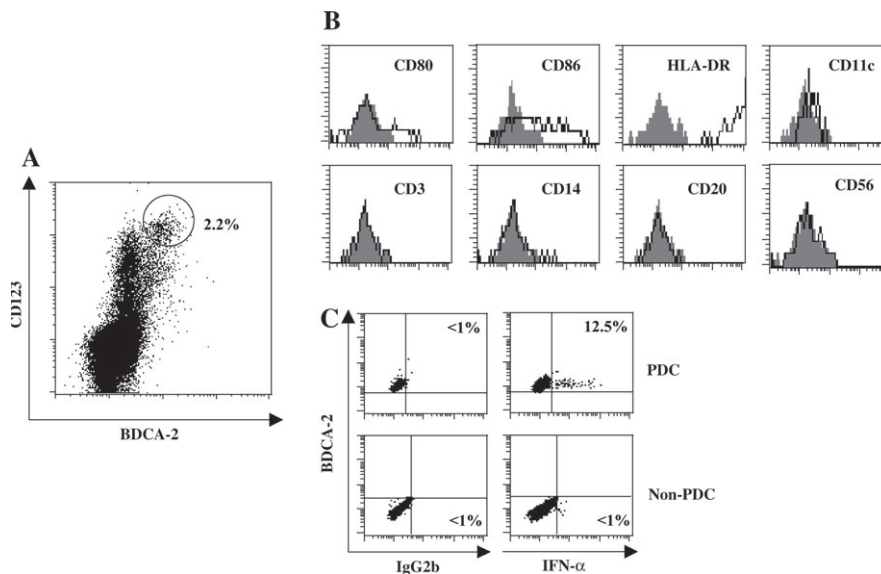 A
2.2%
CD123
BDCA-2
B
CD80
CD86
HLA-DR
CD11c
CD3
CD14
CD20
CD56
C
<1%
12.5%
PDC
BDCA-2
<1%
<1%
Non-PDC
IgG2b
IFN-α